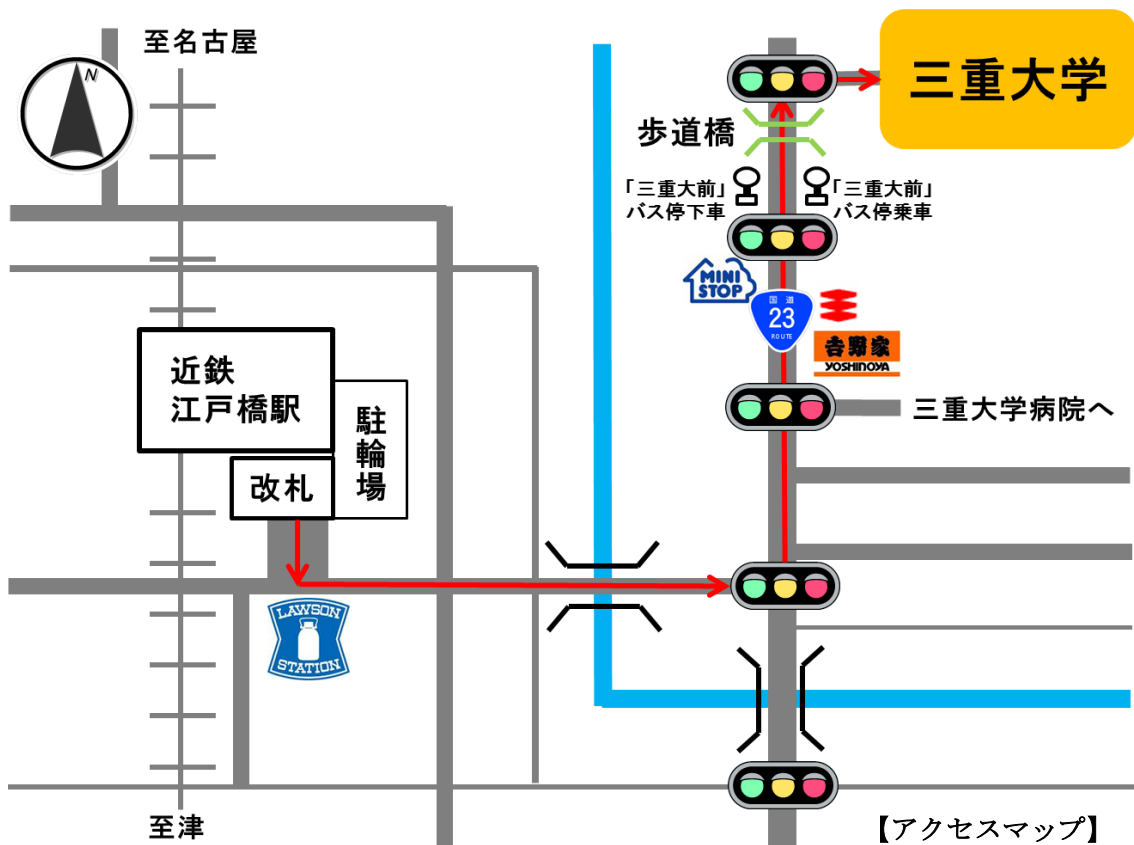 至名古屋
N
三重大学
歩道橋
「三重大前」
バス停下車
「三重大前」
バス停乗車
MINI
STOP
国道
23
ROUTE
吉野家
YOSHINOYA
近鉄
江戸橋駅
駐輪場
改札
三重大学病院へ
LAWSON
STATION
至津
【アクセスマップ】